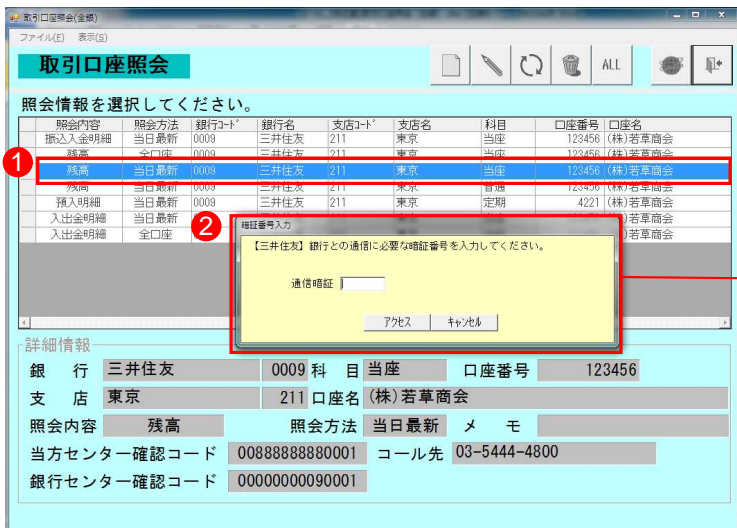 取引口座照会(全銀)
ファイル(F) 表示(S)
取引口座照会
ALL
照会情報を選択してください。
照会内容 照会方法 銀行コード 銀行名 支店コード 支店名 科目 口座番号 口座名
振込入金明細 当日最新 0009 三井住友 211 東京 当座 123456 (株)若草商会
残高 全口座 0009 三井住友 211 東京 当座 123456 (株)若草商会
1
残高 当日最新 0009 三井住友 211 東京 当座 123456 (株)若草商会
残高 当日最新 0009 三井住友 211 東京 普通 123456 (株)若草商会
預入明細 当日最新 0009 三井住友 211 東京 定期 4221 (株)若草商会
入出金明細 当日最新
入出金明細 全口座 若草商会
2
暗証番号入力
【三井住友】銀行との通信に必要な暗証番号を入力してください。
通信暗証
アクセス キャンセル
詳細情報
銀行 三井住友 0009 科目 当座 口座番号 123456
支店 東京 211 口座名 (株)若草商会
照会内容 残高 照会方法 当日最新 メモ
当方センター確認コード 00888888880001 コール先 03-5444-4800
銀行センター確認コード 00000000090001